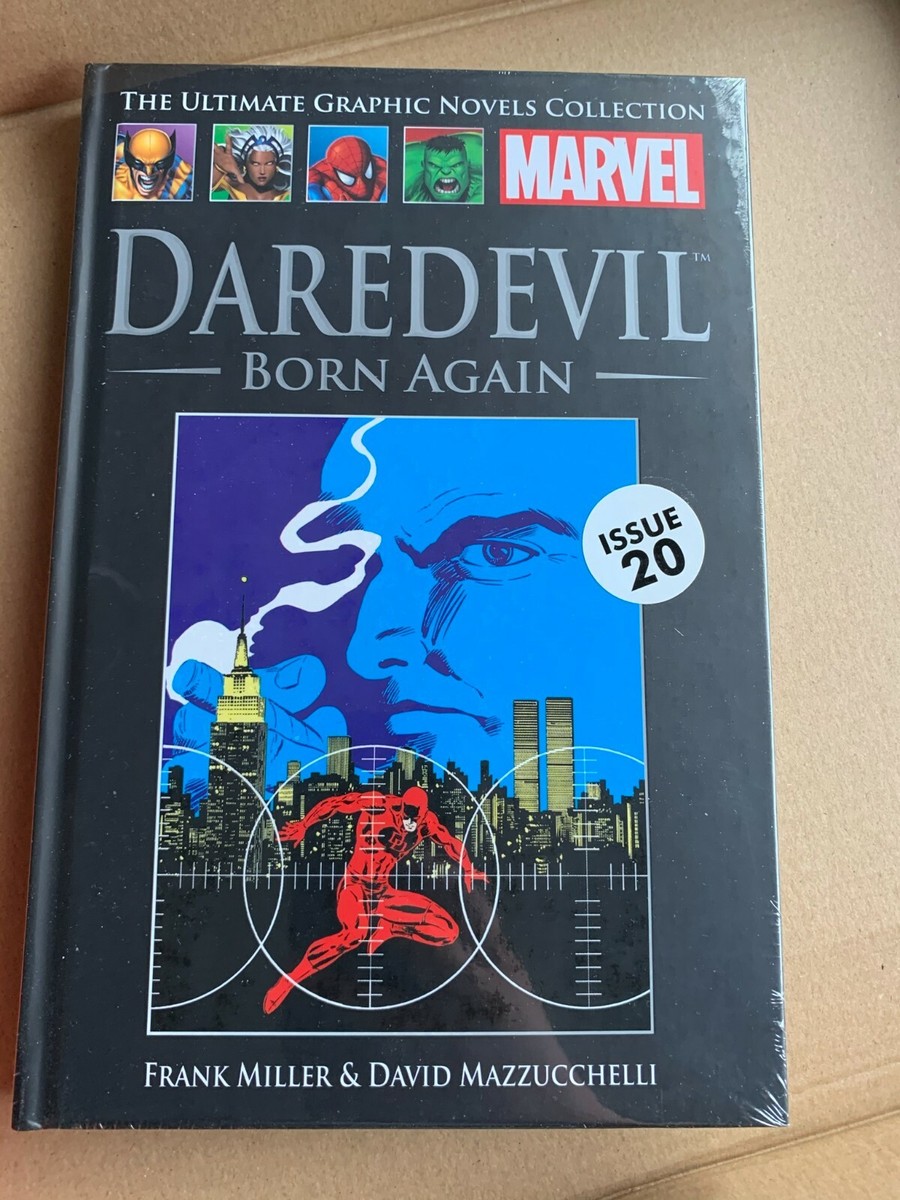 THE ULTIMATE GRAPHIC NOVELS COLLECTION
MARVEL
DAREDEVIL™
BORN AGAIN
ISSUE
20
FRANK MILLER & DAVID MAZZUCCHELLI